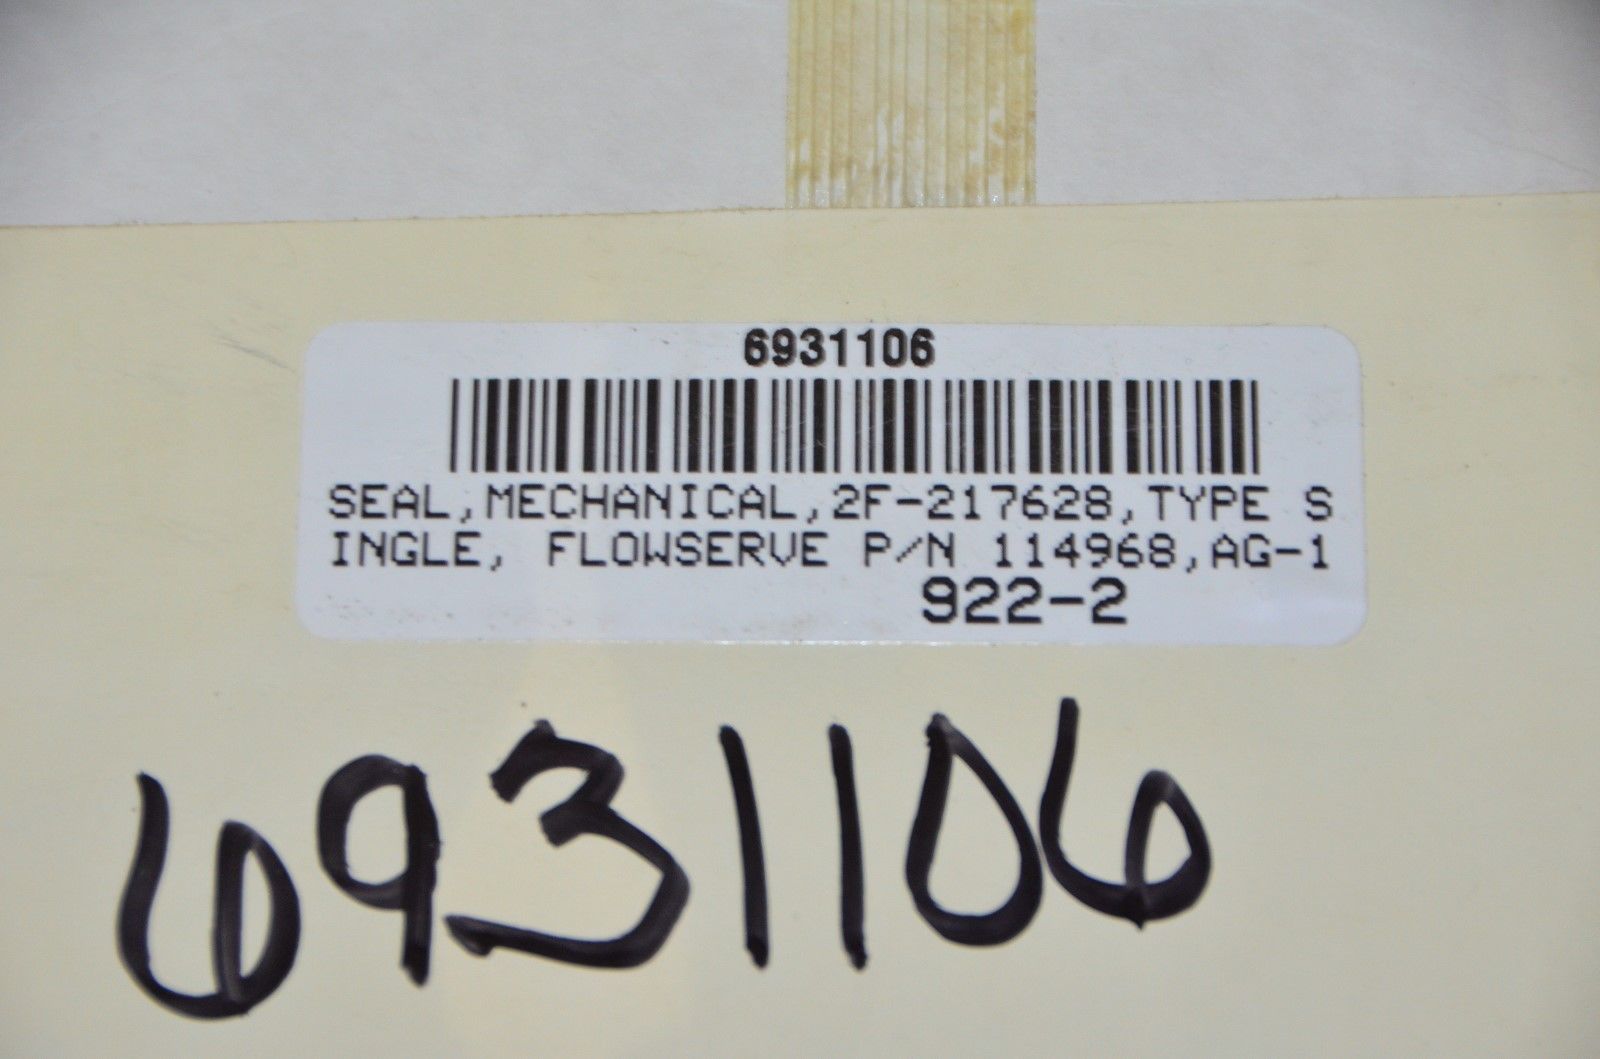 6931106
SEAL,MECHANICAL,2F-217628,TYPE S
INGLE, FLOWSERVE P/N 114968,AG-1
922-2
6931106